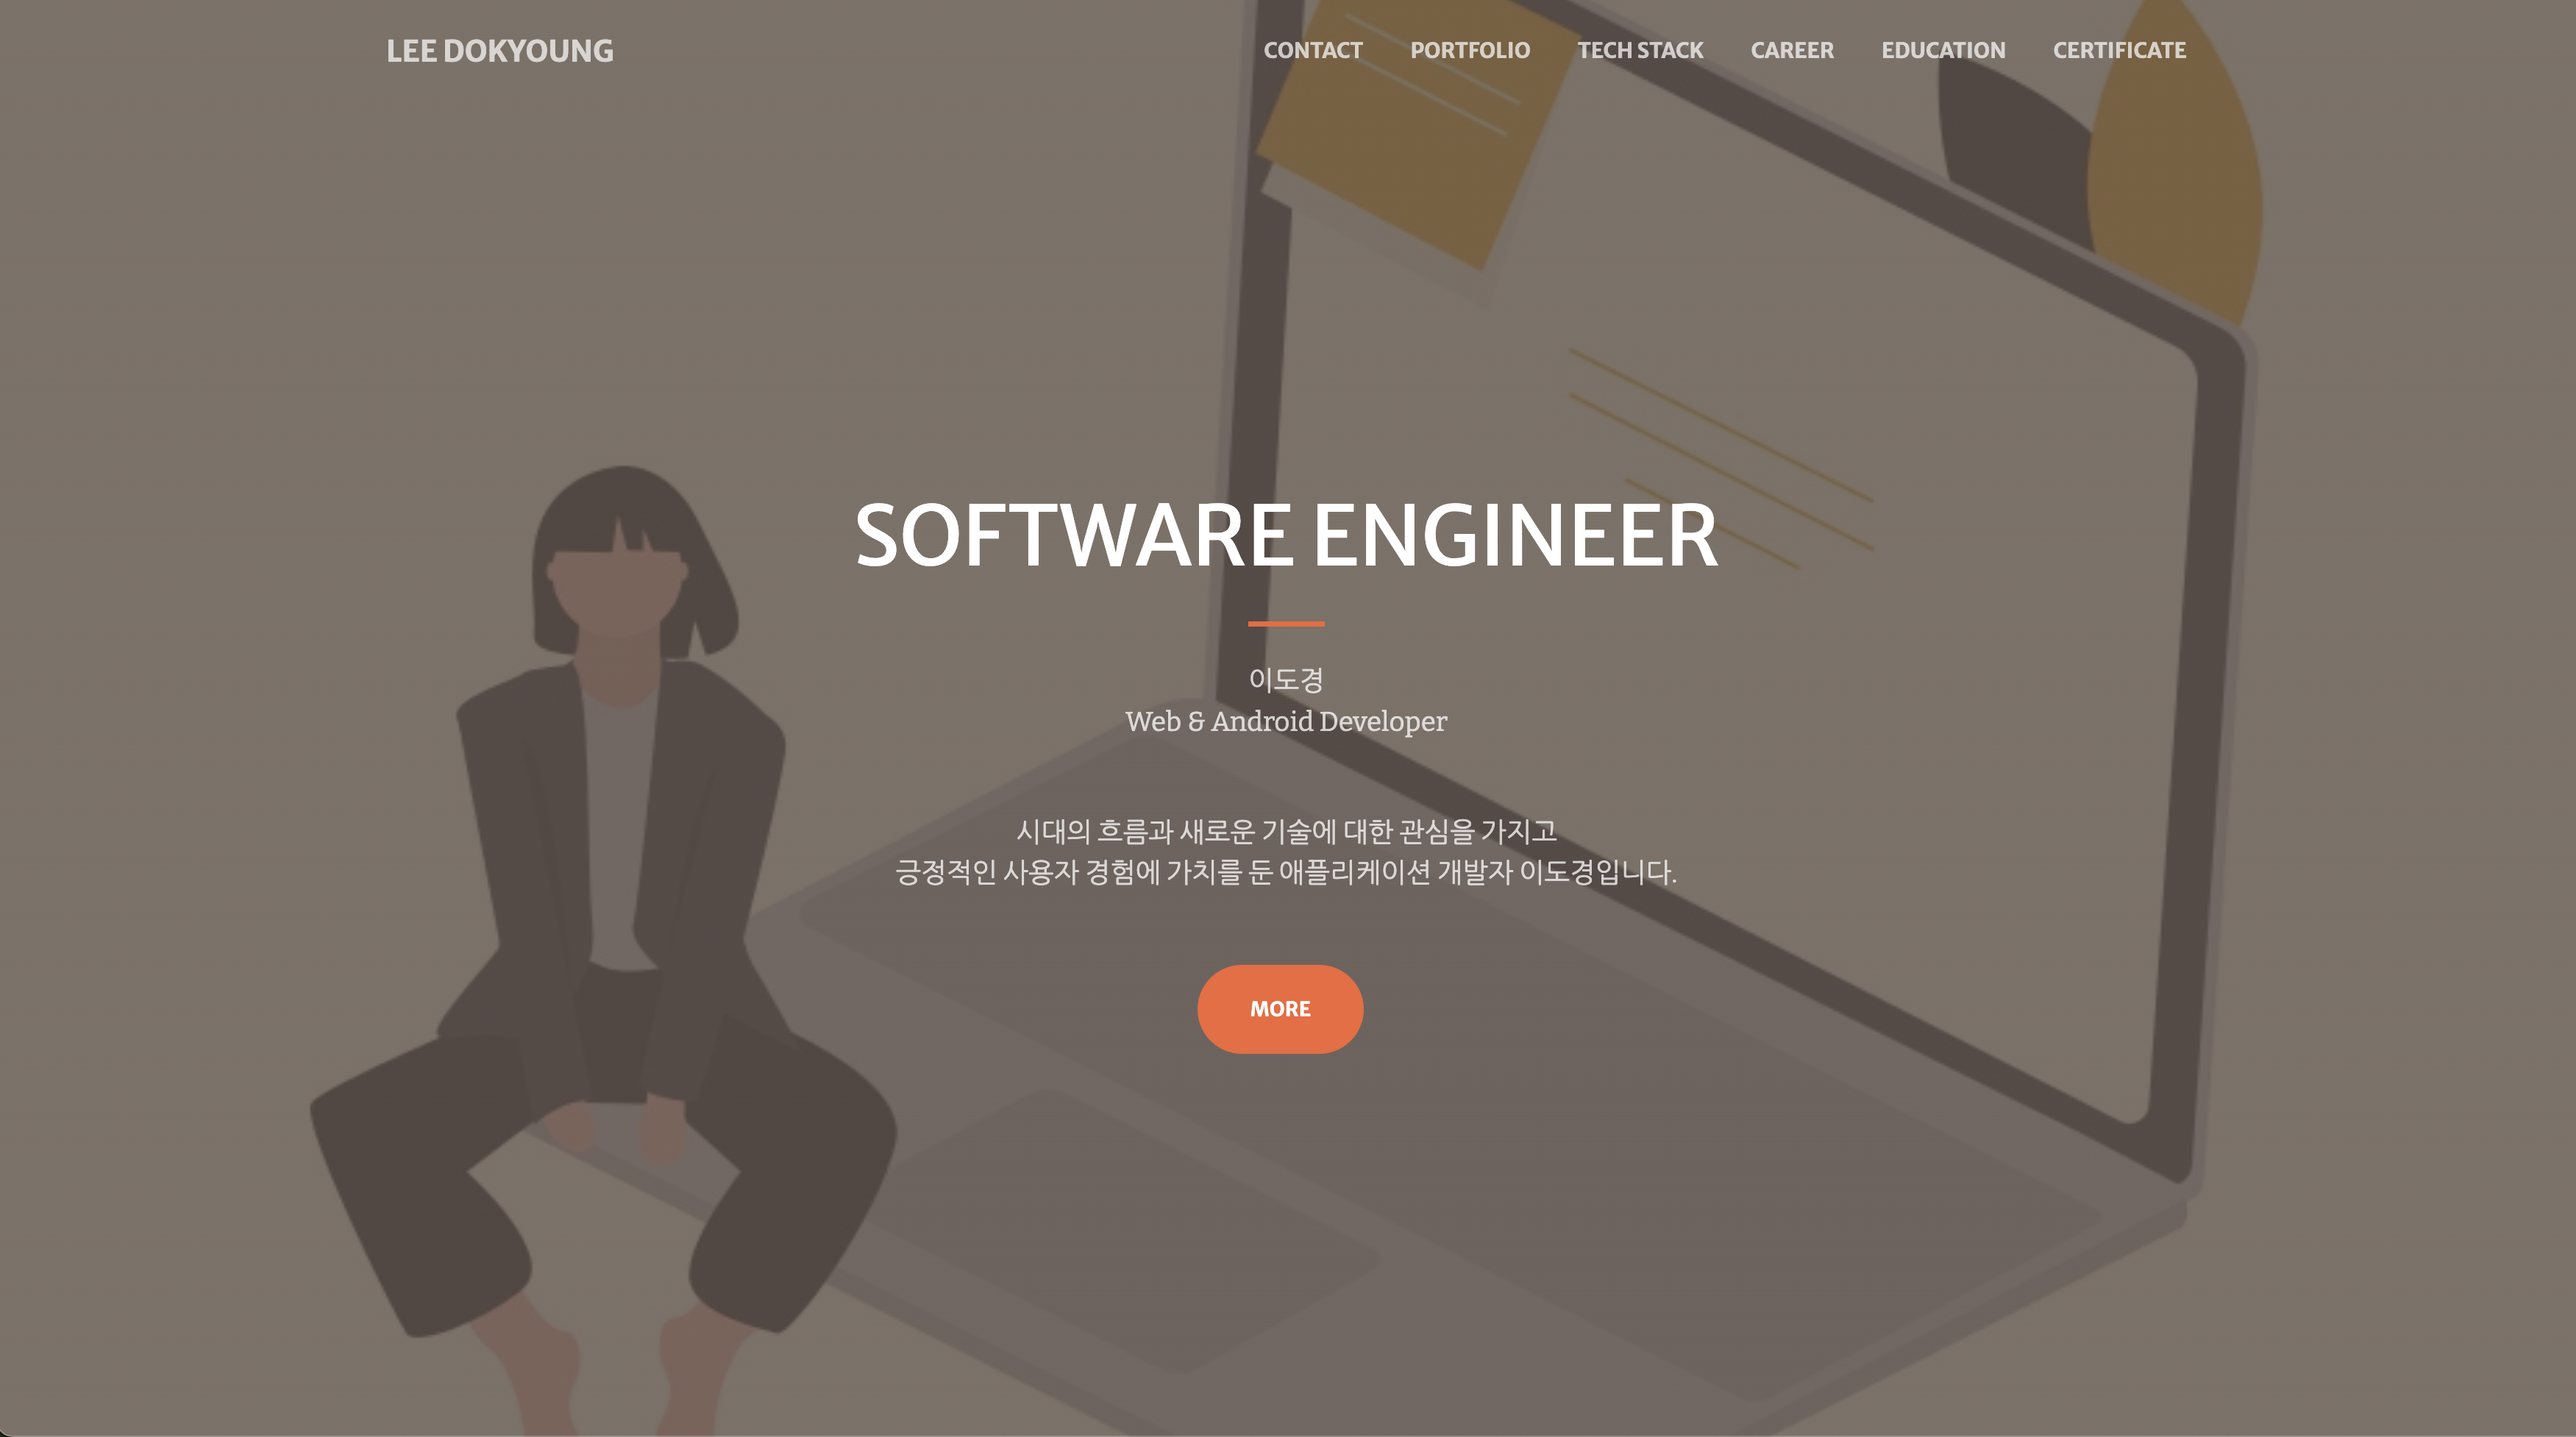 LEE DOKYOUNG
CONTACT PORTFOLIO TECH STACK CAREER EDUCATION CERTIFICATE
SOFTWARE ENGINEER
이도경
Web & Android Developer
시대의 흐름과 새로운 기술에 대한 관심을 가지고
긍정적인 사용자 경험에 가치를 둔 애플리케이션 개발자 이도경입니다.
MORE